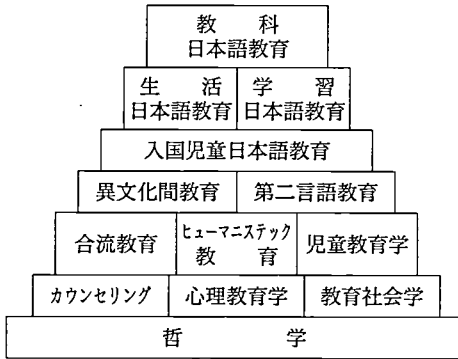 教科
日本語教育
生活 学習
日本語教育 日本語教育
入国児童日本語教育
異文化間教育 第二言語教育
合流教育 ヒューマニステック 教育 児童教育学
カウンセリング 心理教育学 教育社会学
哲学